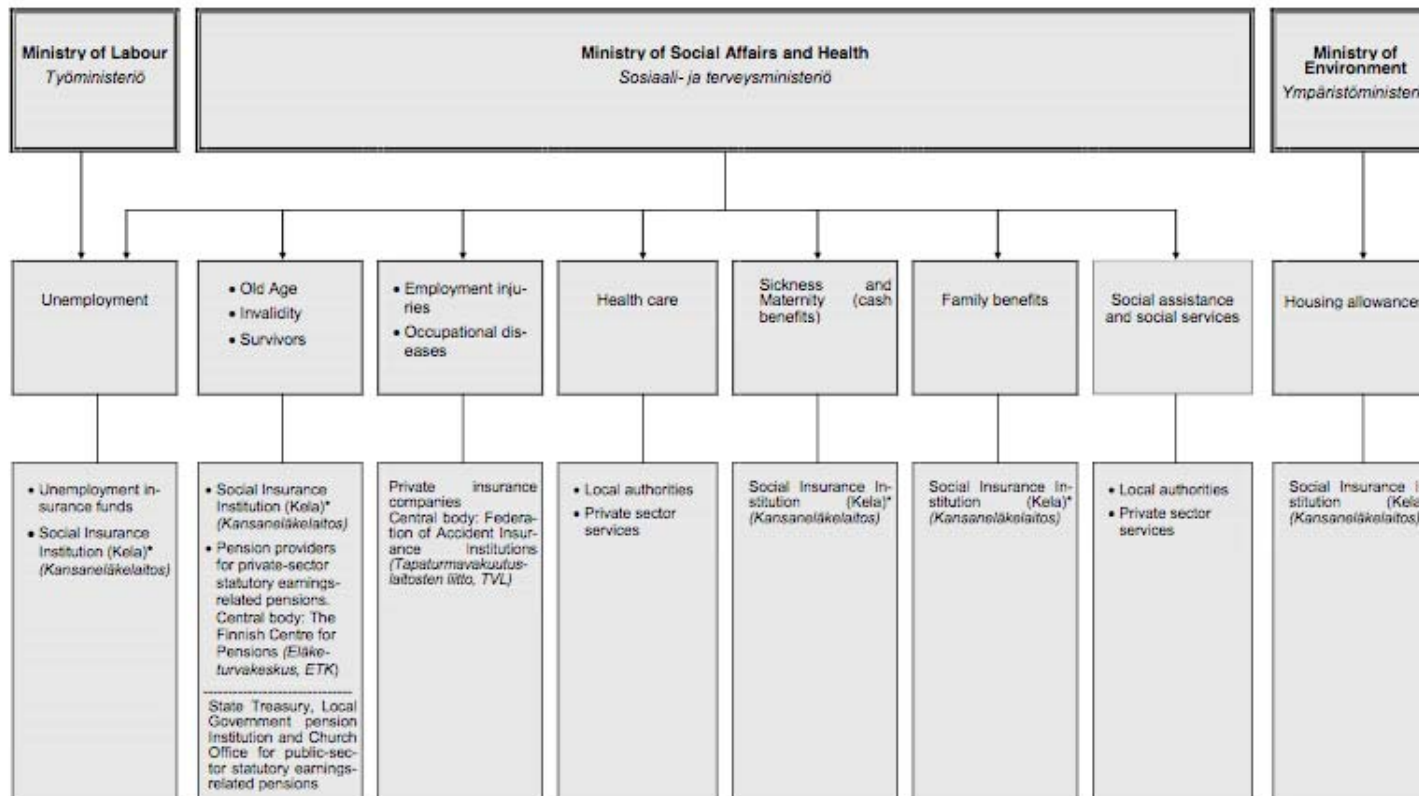 Ministry of Labour
Työministeriö
Ministry of Social Affairs and Health
Sosiaali- ja terveysministeriö
Ministry of
Environment
Ympäristöministeri
Unemployment
• Old Age
• Invalidity
• Survivors
• Employment inju-
ries
• Occupational dis-
eases
Health care
Sickness and
Maternity (cash
benefits)
Family benefits
Social assistance
and social services
Housing allowances
• Unemployment in-
surance funds
• Social Insurance
Institution (Kela)*
(Kansaneläkelaitos)
• Social Insurance
Institution (Kela)*
(Kansaneläkelaitos)
• Pension providers
for private-sector
statutory earnings-
related pensions.
Central body: The
Finnish Centre for
Pensions (Eläke-
turvakeskus, ETK)
State Treasury, Local
Government pension
Institution and Church
Office for public-sec-
tor statutory earnings-
related pensions
Private insurance
companies
Central body: Federa-
tion of Accident Insur-
ance Institutions
(Tapaturmavakuutus-
laitosten liitto, TVL)
• Local authorities
• Private sector
services
Social Insurance In-
stitution (Kela)*
(Kansaneläkelaitos)
Social Insurance In-
stitution (Kela)*
(Kansaneläkelaitos)
• Local authorities
• Private sector
services
Social Insurance
stitution (Kela)
(Kansaneläkelaitos)